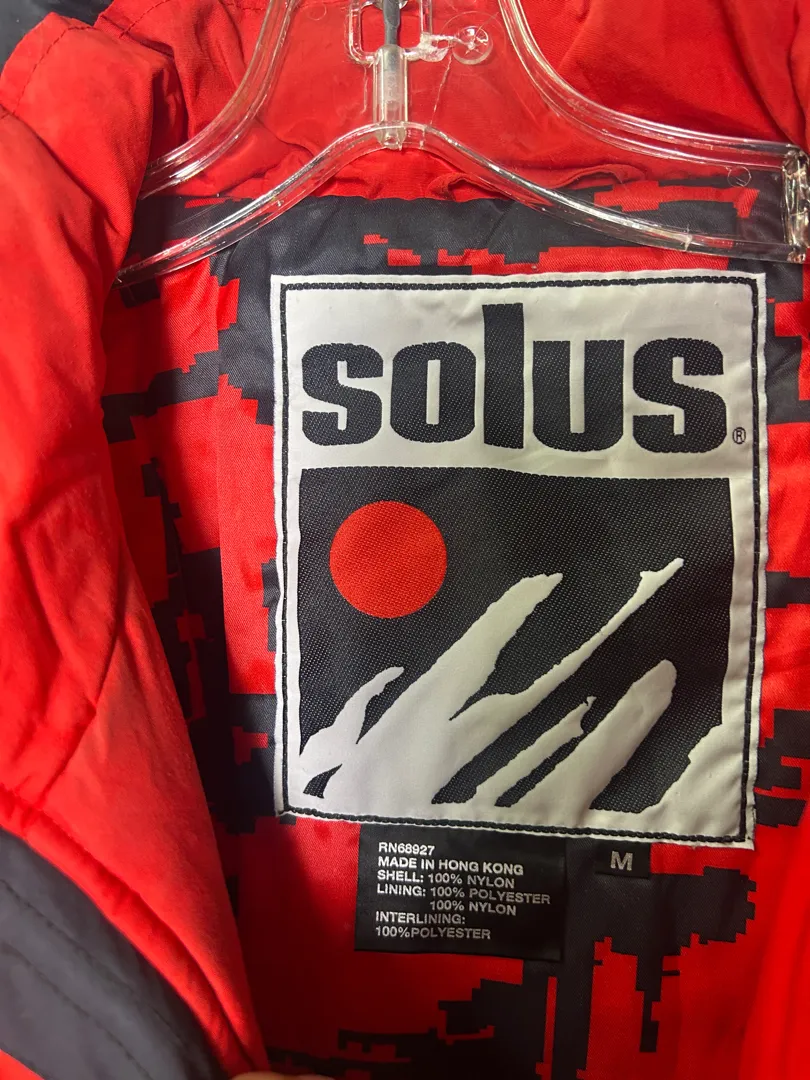 solus®
RN68927
MADE IN HONG KONG
SHELL: 100% NYLON
LINING: 100% POLYESTER
100% NYLON
INTERLINING:
100%POLYESTER
M